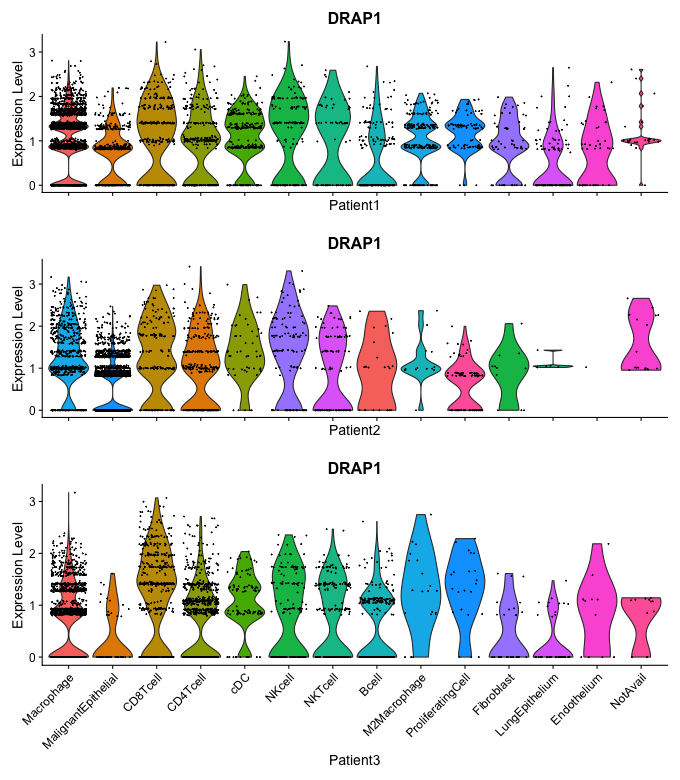 DRAP1
Expression Level
3
2
1
0
Patient1
DRAP1
Expression Level
3
2
1
0
Patient2
DRAP1
Expression Level
3
2
1
0
Macrophage
MalignantEpithelial
CD8Tcell
CD4Tcell
cDC
NKcell
NKTcell
Bcell
M2Macrophage
ProliferatingCell
Fibroblast
LungEpithelium
Endothelium
NotAvail
Patient3